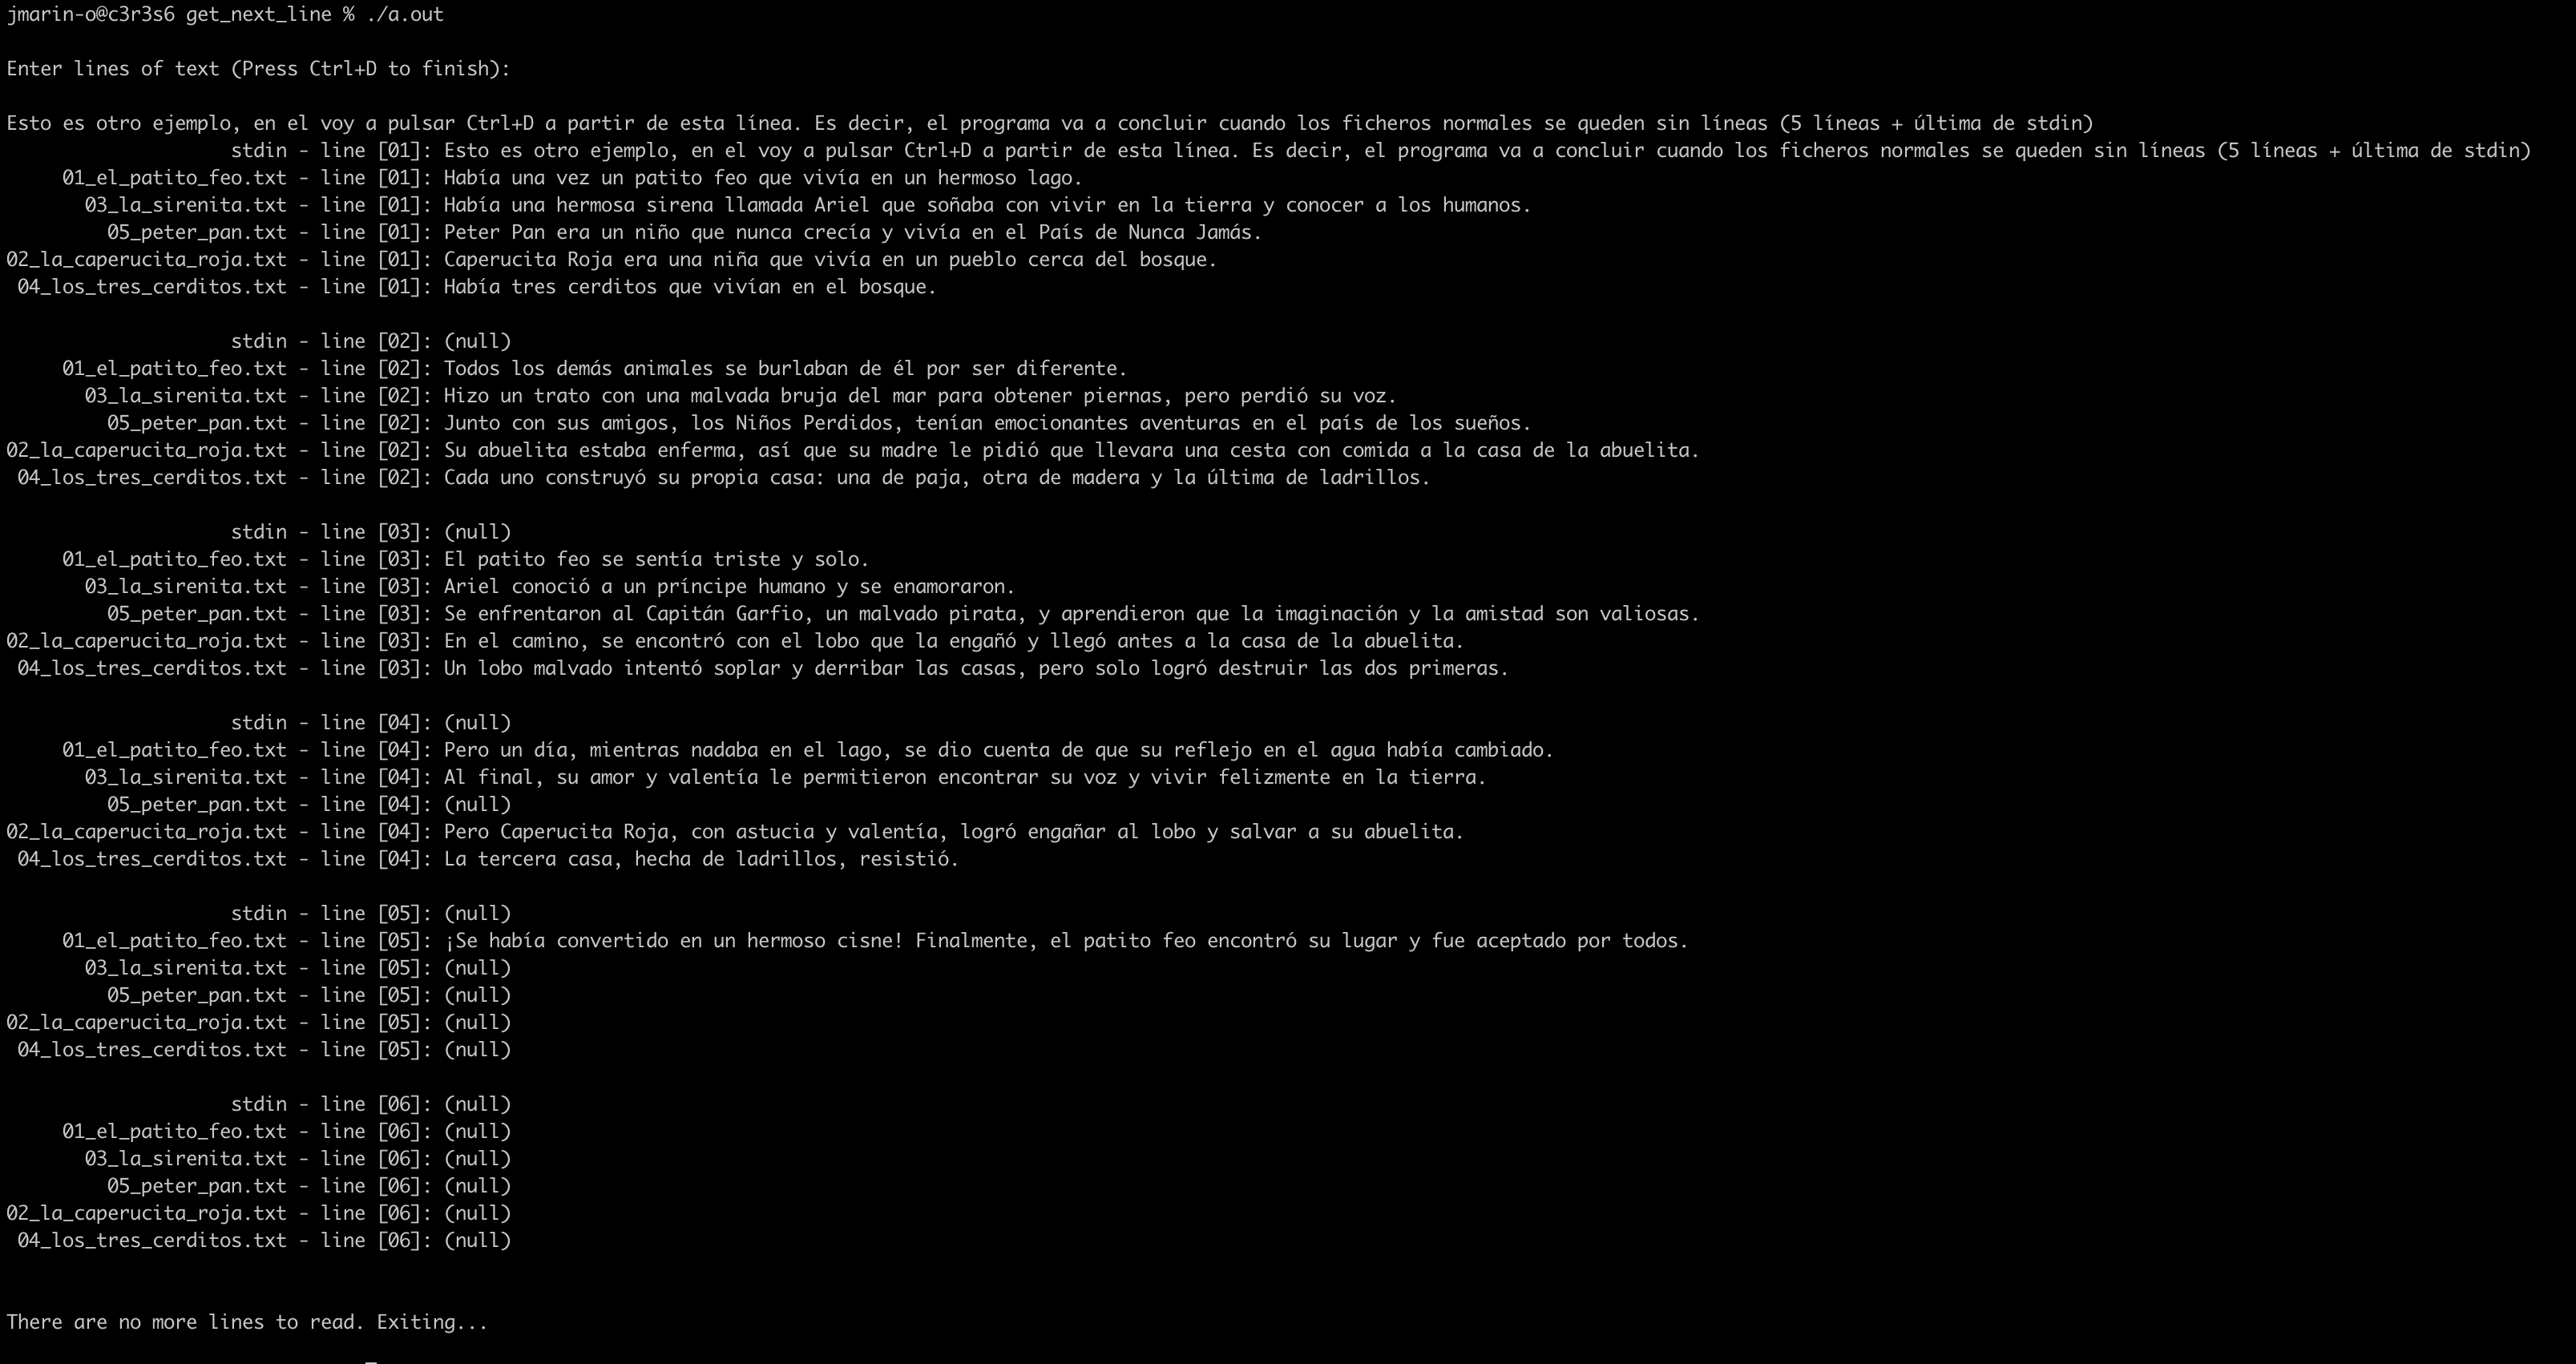 jmarin-o@c3r3s6 get_next_line % ./a.out
Enter lines of text (Press Ctrl+D to finish):
Esto es otro ejemplo, en el voy a pulsar Ctrl+D a partir de esta línea. Es decir, el programa va a concluir cuando los ficheros normales se queden sin líneas (5 líneas + última de stdin)
stdin - line [01]: Esto es otro ejemplo, en el voy a pulsar Ctrl+D a partir de esta línea. Es decir, el programa va a concluir cuando los ficheros normales se queden sin líneas (5 líneas + última de stdin)
01_el_patito_feo.txt - line [01]: Había una vez un patito feo que vivía en un hermoso lago.
03_la_sirenita.txt - line [01]: Había una hermosa sirena llamada Ariel que soñaba con vivir en la tierra y conocer a los humanos.
05_peter_pan.txt - line [01]: Peter Pan era un niño que nunca crecía y vivía en el País de Nunca Jamás.
02_la_caperucita_roja.txt - line [01]: Caperucita Roja era una niña que vivía en un pueblo cerca del bosque.
04_los_tres_cerditos.txt - line [01]: Había tres cerditos que vivían en el bosque.
stdin - line [02]: (null)
01_el_patito_feo.txt - line [02]: Todos los demás animales se burlaban de él por ser diferente.
03_la_sirenita.txt - line [02]: Hizo un trato con una malvada bruja del mar para obtener piernas, pero perdió su voz.
05_peter_pan.txt - line [02]: Junto con sus amigos, los Niños Perdidos, tenían emocionantes aventuras en el país de los sueños.
02_la_caperucita_roja.txt - line [02]: Su abuelita estaba enferma, así que su madre le pidió que llevara una cesta con comida a la casa de la abuelita.
04_los_tres_cerditos.txt - line [02]: Cada uno construyó su propia casa: una de paja, otra de madera y la última de ladrillos.
stdin - line [03]: (null)
01_el_patito_feo.txt - line [03]: El patito feo se sentía triste y solo.
03_la_sirenita.txt - line [03]: Ariel conoció a un príncipe humano y se enamoraron.
05_peter_pan.txt - line [03]: Se enfrentaron al Capitán Garfio, un malvado pirata, y aprendieron que la imaginación y la amistad son valiosas.
02_la_caperucita_roja.txt - line [03]: En el camino, se encontró con el lobo que la engañó y llegó antes a la casa de la abuelita.
04_los_tres_cerditos.txt - line [03]: Un lobo malvado intentó soplar y derribar las casas, pero solo logró destruir las dos primeras.
stdin - line [04]: (null)
01_el_patito_feo.txt - line [04]: Pero un día, mientras nadaba en el lago, se dio cuenta de que su reflejo en el agua había cambiado.
03_la_sirenita.txt - line [04]: Al final, su amor y valentía le permitieron encontrar su voz y vivir felizmente en la tierra.
05_peter_pan.txt - line [04]: (null)
02_la_caperucita_roja.txt - line [04]: Pero Caperucita Roja, con astucia y valentía, logró engañar al lobo y salvar a su abuelita.
04_los_tres_cerditos.txt - line [04]: La tercera casa, hecha de ladrillos, resistió.
stdin - line [05]: (null)
01_el_patito_feo.txt - line [05]: ¡Se había convertido en un hermoso cisne! Finalmente, el patito feo encontró su lugar y fue aceptado por todos.
03_la_sirenita.txt - line [05]: (null)
05_peter_pan.txt - line [05]: (null)
02_la_caperucita_roja.txt - line [05]: (null)
04_los_tres_cerditos.txt - line [05]: (null)
stdin - line [06]: (null)
01_el_patito_feo.txt - line [06]: (null)
03_la_sirenita.txt - line [06]: (null)
05_peter_pan.txt - line [06]: (null)
02_la_caperucita_roja.txt - line [06]: (null)
04_los_tres_cerditos.txt - line [06]: (null)
There are no more lines to read. Exiting...